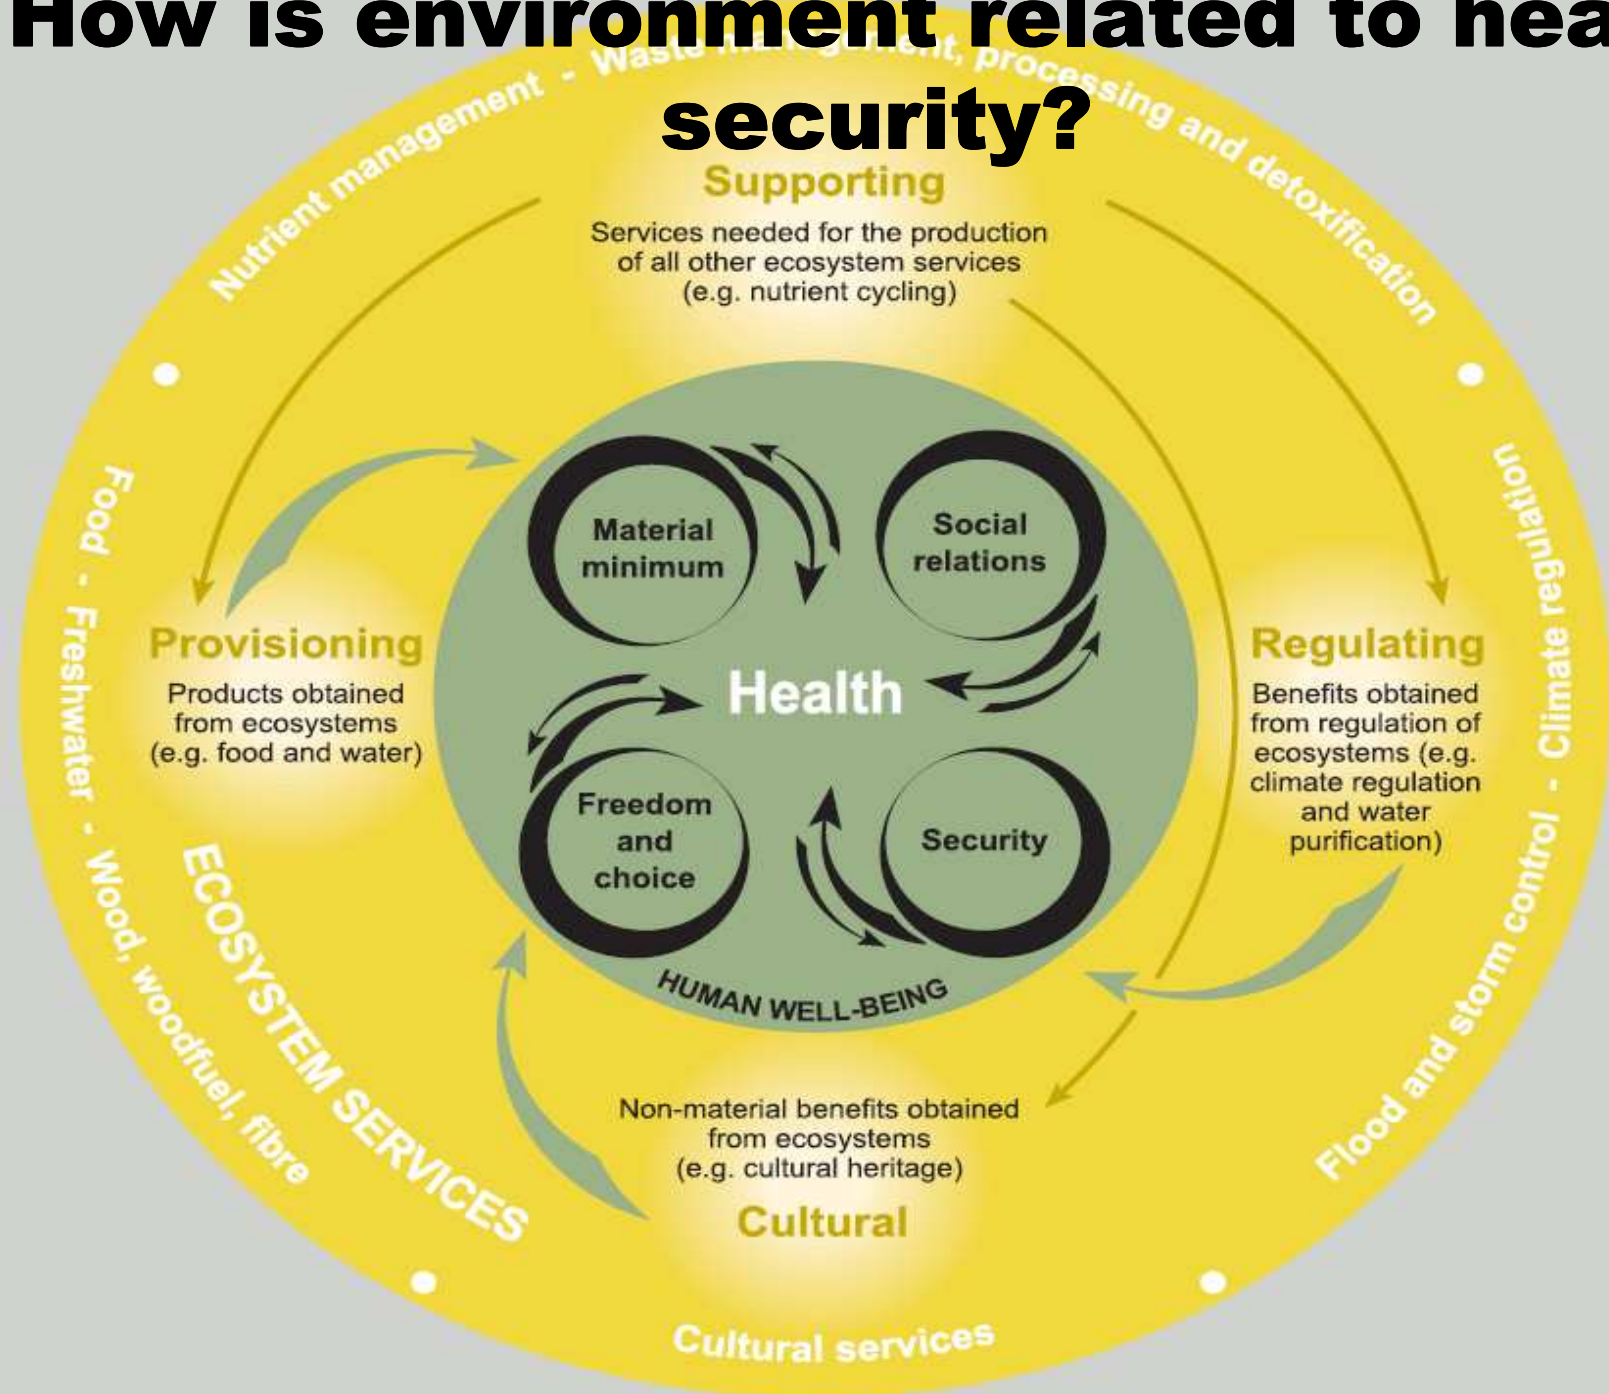 How is environment related to hea
security?
Nutrient management - Waste management, processing and detoxification
Supporting
Services needed for the production
of all other ecosystem services
(e.g. nutrient cycling)
Food - Freshwater - Wood, woodfuel, fibre
Provisioning
Products obtained
from ecosystems
(e.g. food and water)
Material
minimum
Social
relations
Health
Freedom
and
choice
Security
HUMAN WELL-BEING
Regulating
Benefits obtained
from regulation of
ecosystems (e.g.
climate regulation
and water
purification)
Flood and storm control - Climate regulation
ECOSYSTEM SERVICES
Non-material benefits obtained
from ecosystems
(e.g. cultural heritage)
Cultural
Cultural services